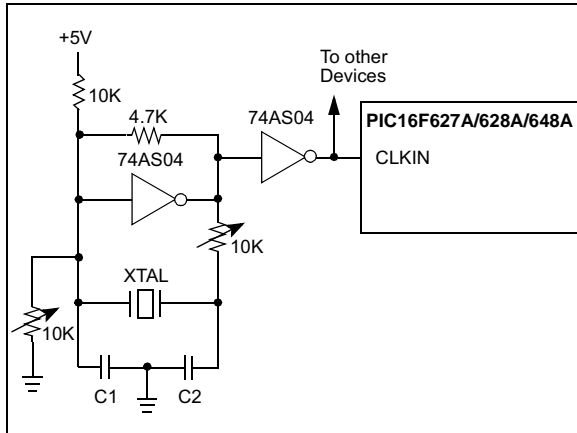 +5V
To other
Devices
10K
4.7K
74AS04
PIC16F627A/628A/648A
74AS04
CLKIN
10K
XTAL
10K
C1
C2